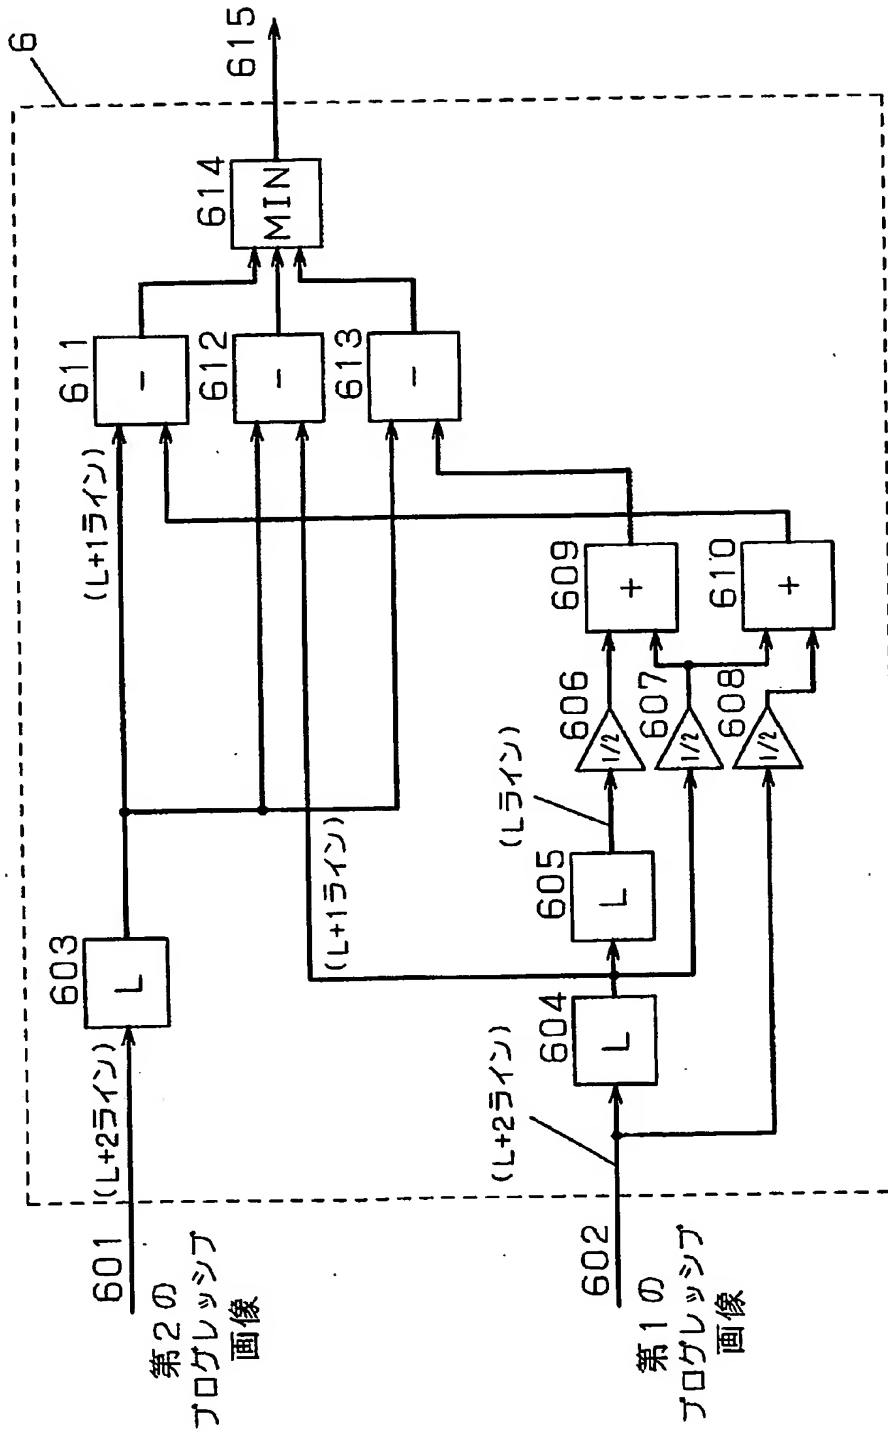 6
601
第2の
プログレッシブ
画像
(L+2ライン)
603
L
(L+1ライン)
611
-
612
-
613
-
614
MIN
615
602
第1の
プログレッシブ
画像
(L+2ライン)
604
L
(L+1ライン)
605
L
(Lライン)
606
1/2
607
1/2
608
1/2
609
+
610
+